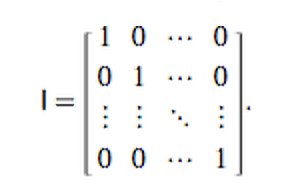 I = [ 1 0 ⋯ 0
0 1 ⋯ 0
⋮ ⋮ ⋱ ⋮
0 0 ⋯ 1 ].